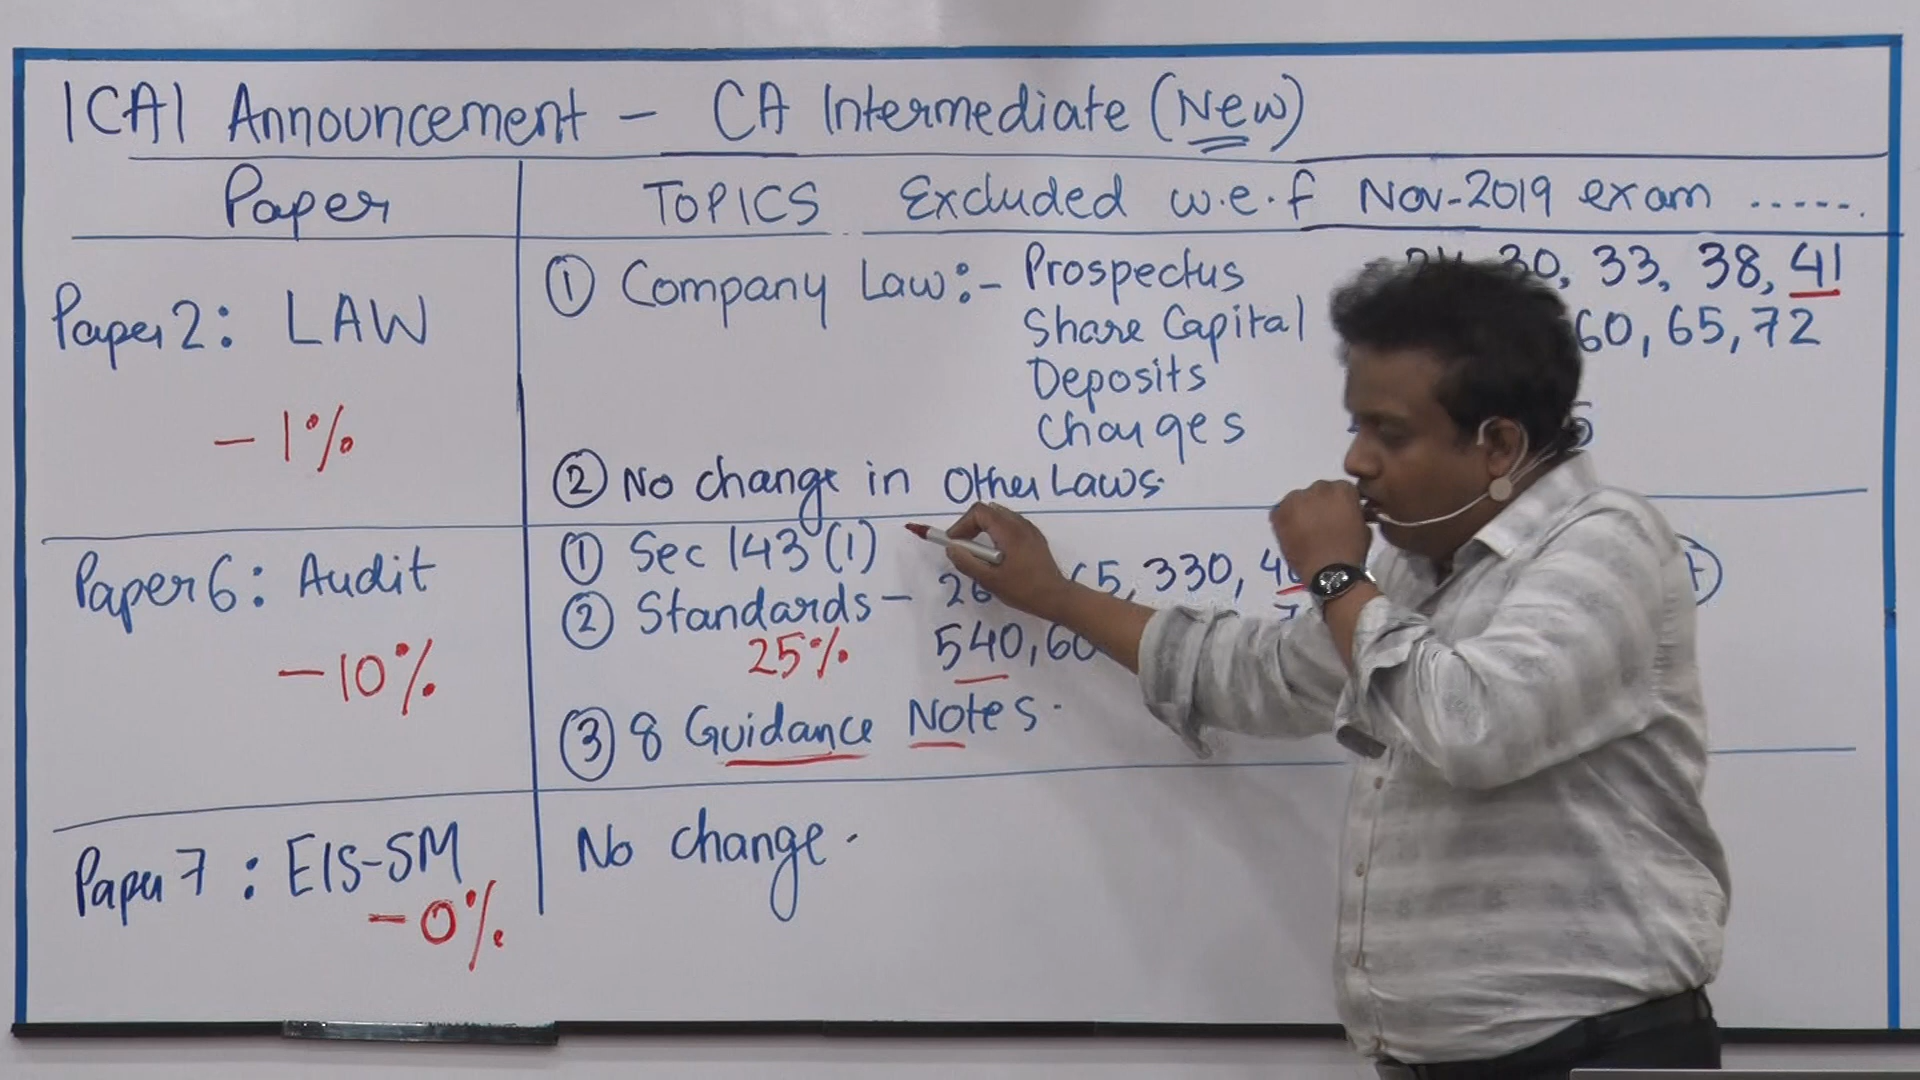 ICAI Announcement - CA Intermediate (New)
Paper
TOPICS Excluded w.e.f Nov-2019 exam ......
Paper 2: LAW
-1%
① Company Law:- Prospectus 30, 33, 38, 41
Share Capital 60, 65, 72
Deposits
Charges
② No change in Other Laws.
Paper 6: Audit
-10%
① Sec 143 (1)
② Standards - 330,
25%
540,
③ 8 Guidance Notes.
Paper 7 : EIS-SM
-0%
No change.